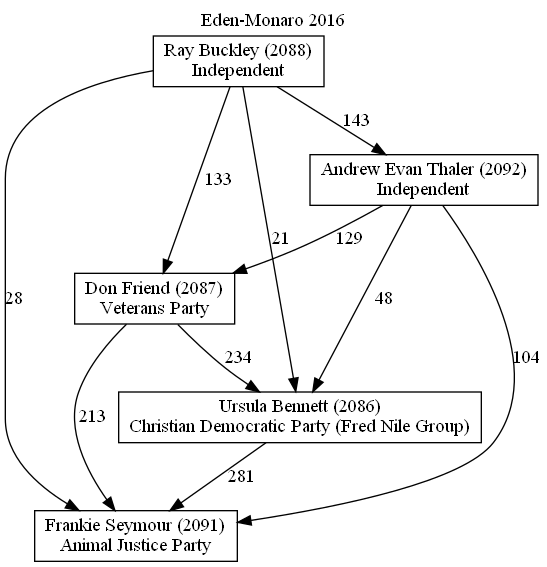 Eden-Monaro 2016
Ray Buckley (2088)
Independent
143
Andrew Evan Thaler (2092)
Independent
133
21
129
28
48
104
Don Friend (2087)
Veterans Party
234
213
Ursula Bennett (2086)
Christian Democratic Party (Fred Nile Group)
281
Frankie Seymour (2091)
Animal Justice Party